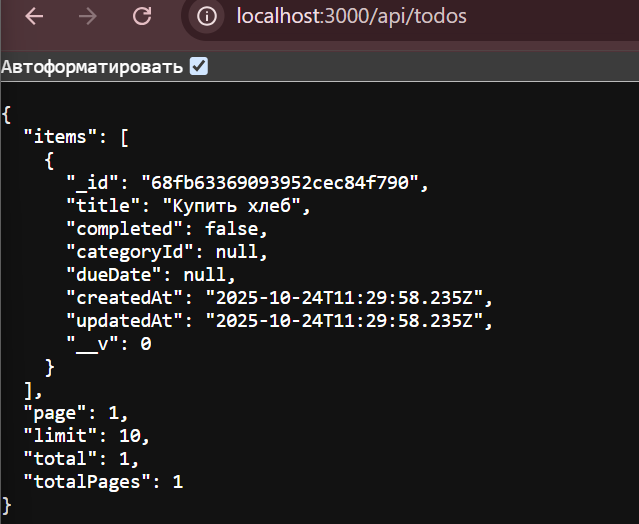 localhost:3000/api/todos
Автоформатировать
{
  "items": [
    {
      "_id": "68fb63369093952cec84f790",
      "title": "Купить хлеб",
      "completed": false,
      "categoryId": null,
      "dueDate": null,
      "createdAt": "2025-10-24T11:29:58.235Z",
      "updatedAt": "2025-10-24T11:29:58.235Z",
      "__v": 0
    }
  ],
  "page": 1,
  "limit": 10,
  "total": 1,
  "totalPages": 1
}